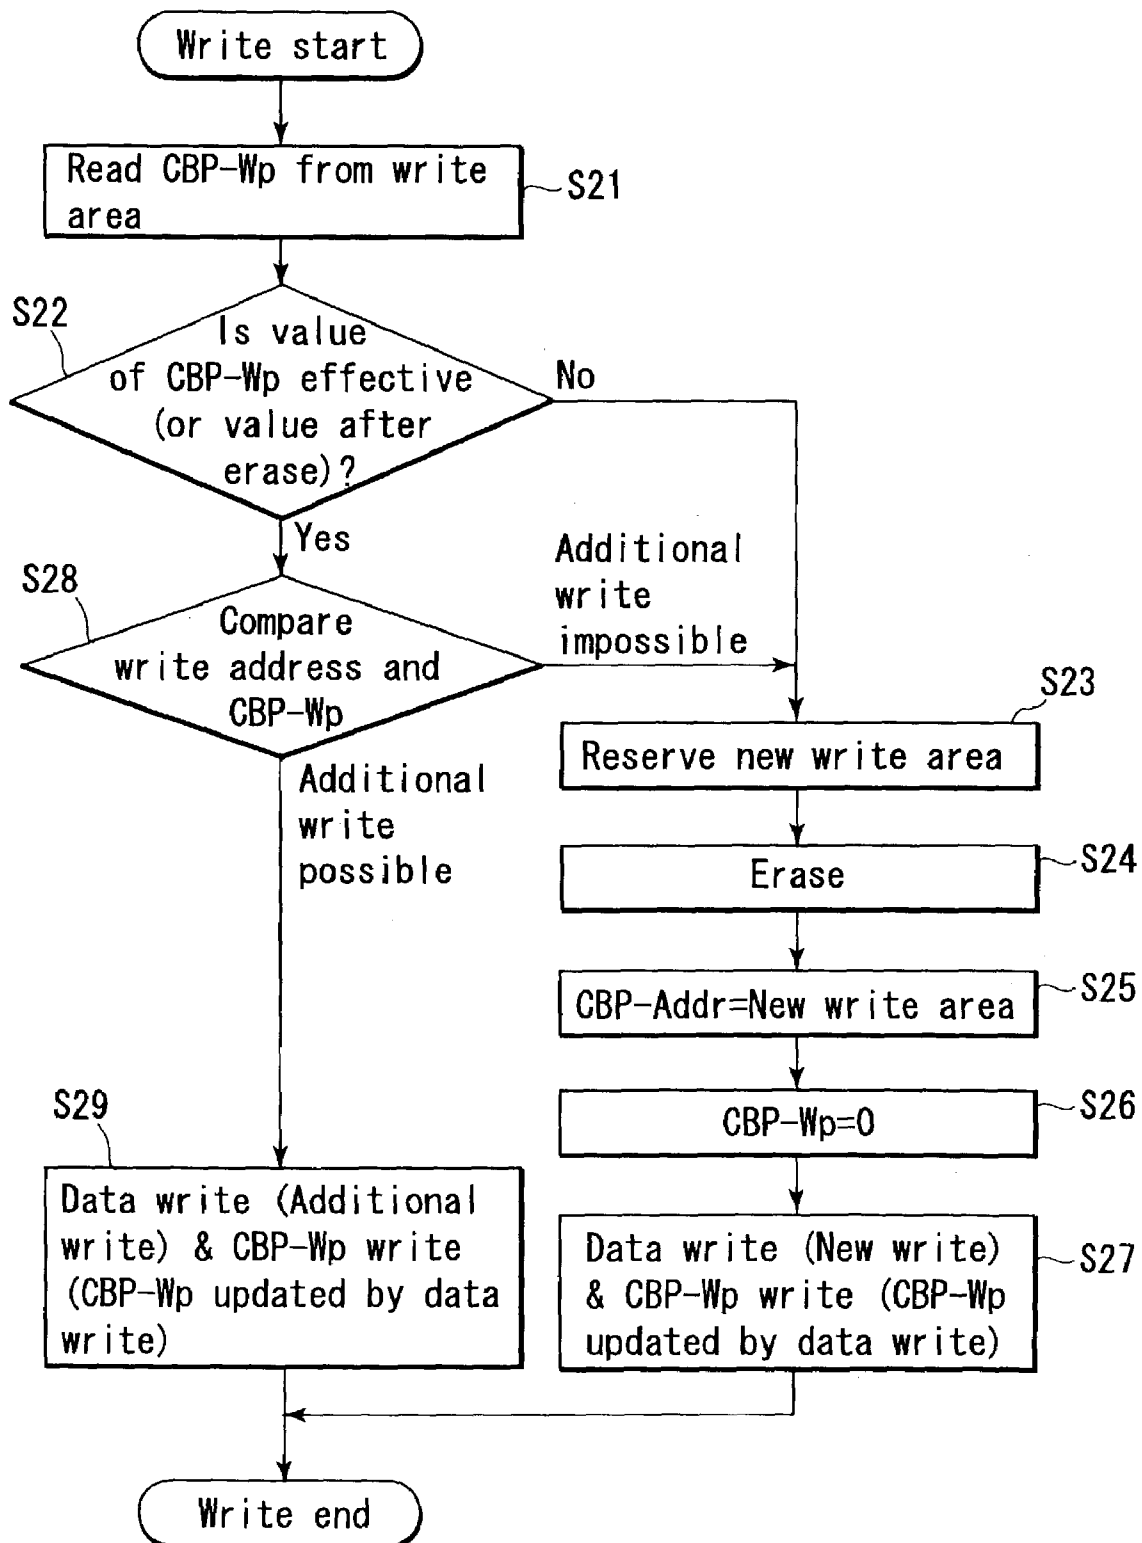 Write start
Read CBP-Wp from write
area
S21
S22
Is value
of CBP-Wp effective
(or value after
erase)?
No
Yes
S28
Compare
write address and
CBP-Wp
Additional
write
impossible
Additional
write
possible
S23
Reserve new write area
Erase
S24
CBP-Addr=New write area
S25
CBP-Wp=0
S26
S29
Data write (Additional
write) & CBP-Wp write
(CBP-Wp updated by data
write)
Data write (New write)
& CBP-Wp write (CBP-Wp
updated by data write)
S27
Write end